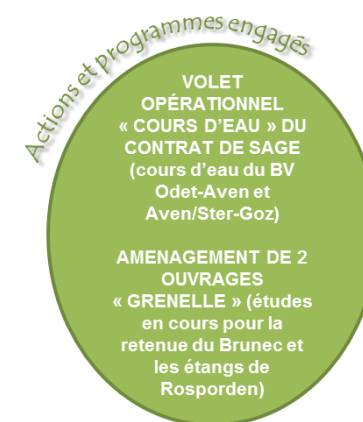 Actions et programmes engagés
VOLET
OPÉRATIONNEL
« COURS D'EAU » DU
CONTRAT DE SAGE
(cours d'eau du BV
Odet-Aven et
Aven/Ster-Goz)
AMENAGEMENT DE 2
OUVRAGES
« GRENELLE » (études
en cours pour la
retenue du Brunec et
les étangs de
Rosporden)